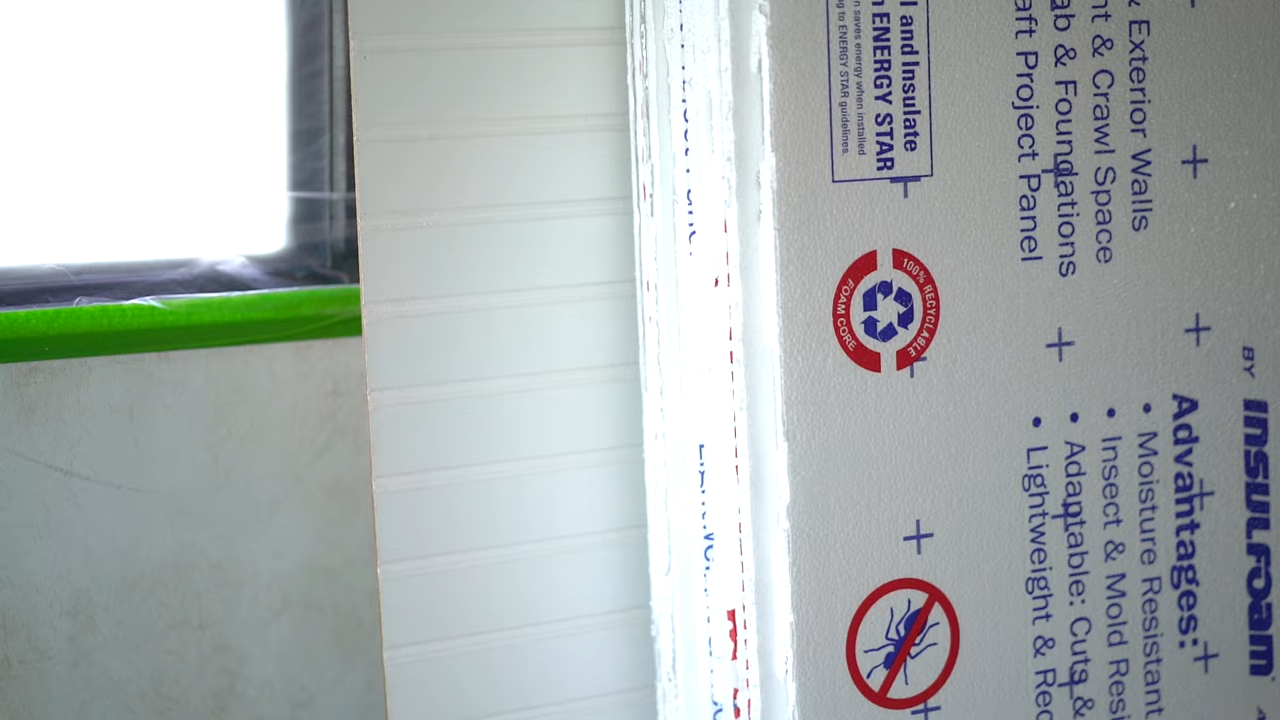 BY INSULFOAM
& Exterior Walls
nt & Crawl Space
ab & Foundations
aft Project Panel
Advantages:
• Moisture Resistant
• Insect & Mold Resi
• Adaptable: Cuts &
• Lightweight & Rec
l and Insulate
n ENERGY STAR
n saves energy when installed
g to ENERGY STAR guidelines.
100% RECYCLABLE
FOAM CORE